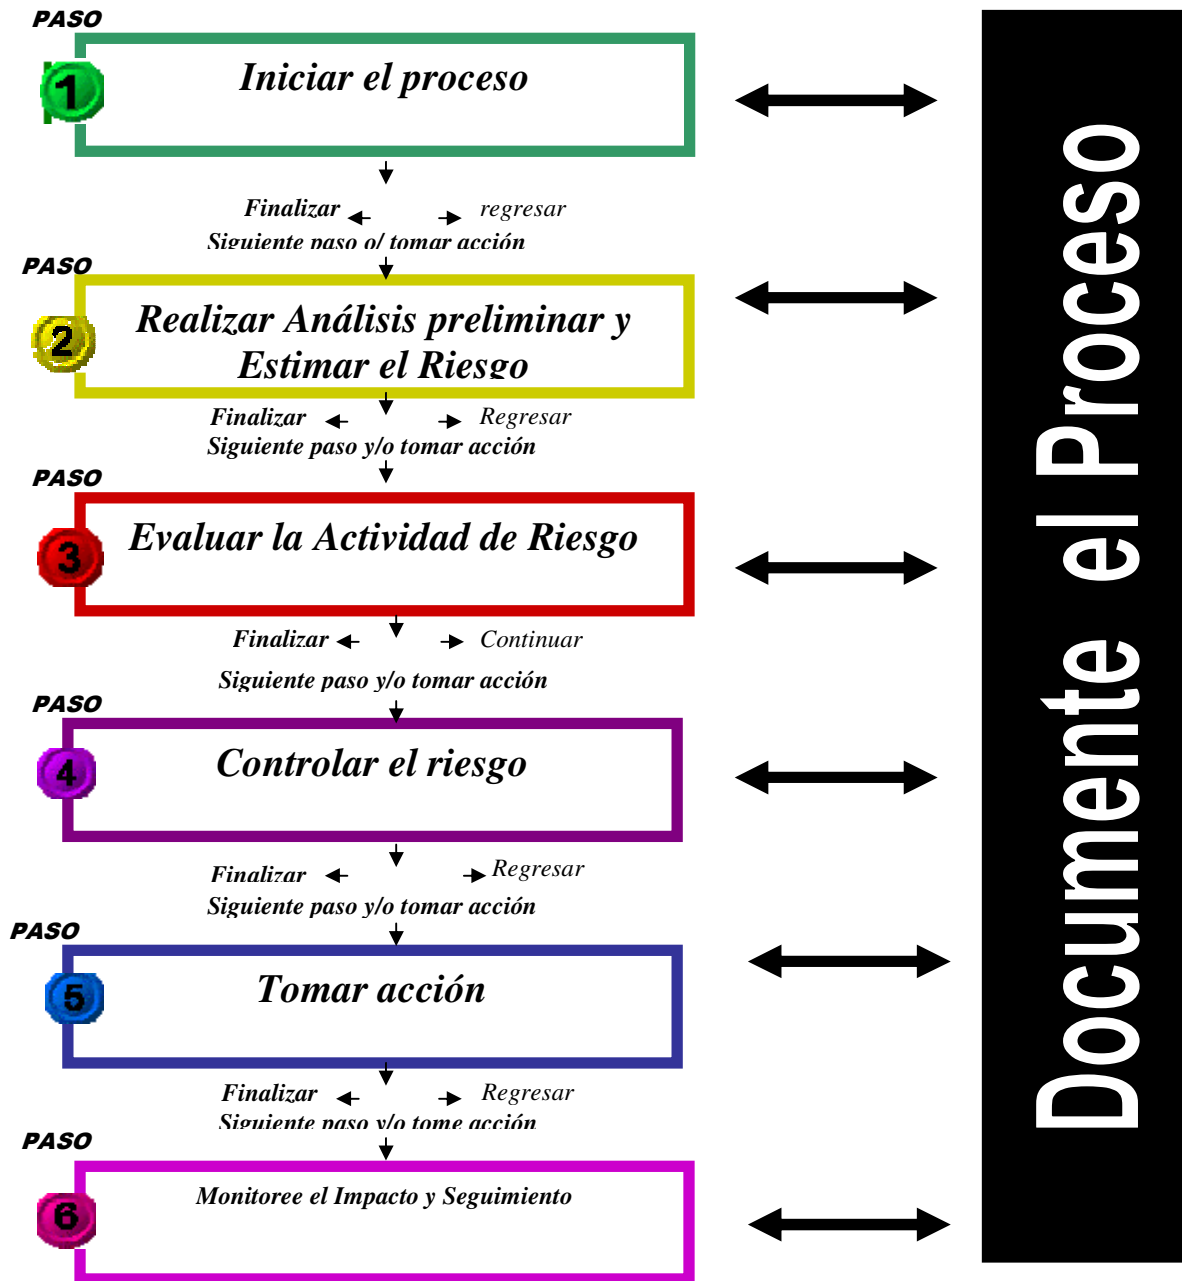 PASO
1
Iniciar el proceso
Finalizar regresar
Siguiente paso o/ tomar acción
PASO
2
Realizar Análisis preliminar y
Estimar el Riesgo
Finalizar Regresar
Siguiente paso y/o tomar acción
PASO
3
Evaluar la Actividad de Riesgo
Finalizar Continuar
Siguiente paso y/o tomar acción
PASO
4
Controlar el riesgo
Finalizar Regresar
Siguiente paso y/o tomar acción
PASO
5
Tomar acción
Finalizar Regresar
Siguiente paso y/o tome acción
PASO
6
Monitoree el Impacto y Seguimiento
Documente el Proceso